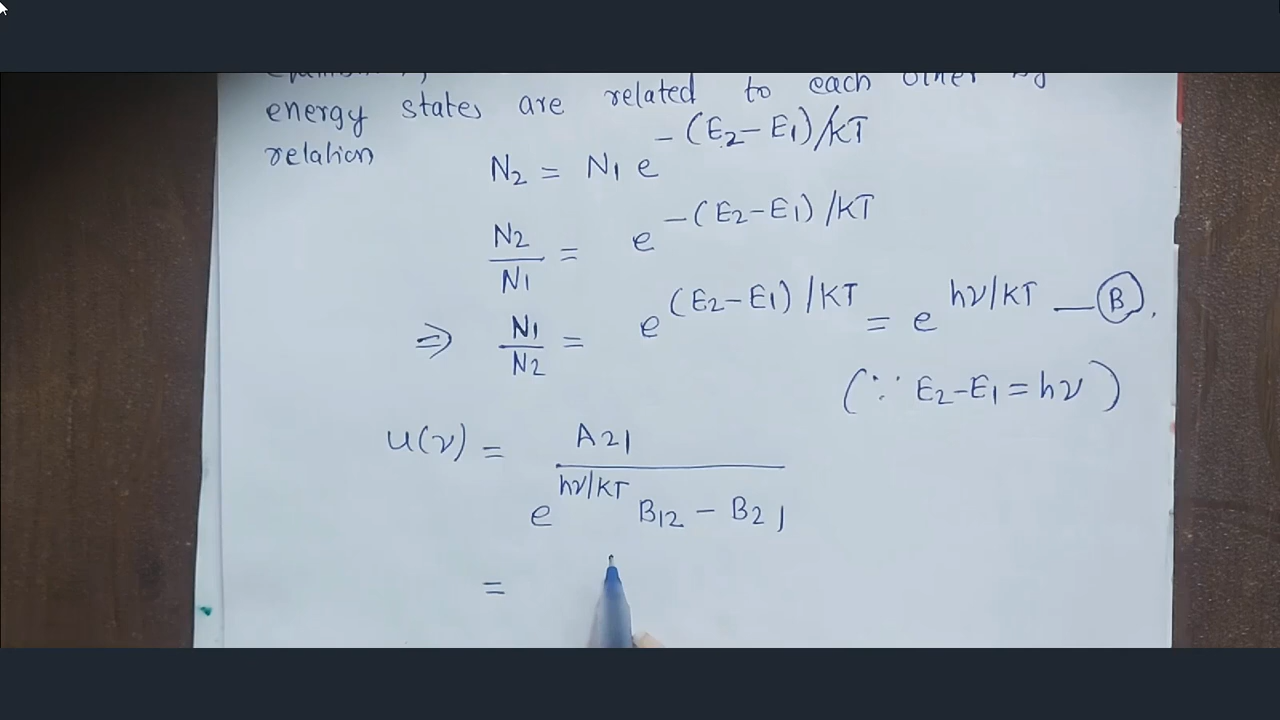 each other by
energy states are related to
relation
N₂ = N₁ e^{-(E₂-E₁)/KT}
N₂/N₁ = e^{-(E₂-E₁)/KT}
⇒ N₁/N₂ = e^{(E₂-E₁)/KT} = e^{hν/KT} — Ⓑ.
(∵ E₂-E₁ = hν)
u(ν) = A₂₁ / e^{hν/KT} B₁₂ - B₂₁
=